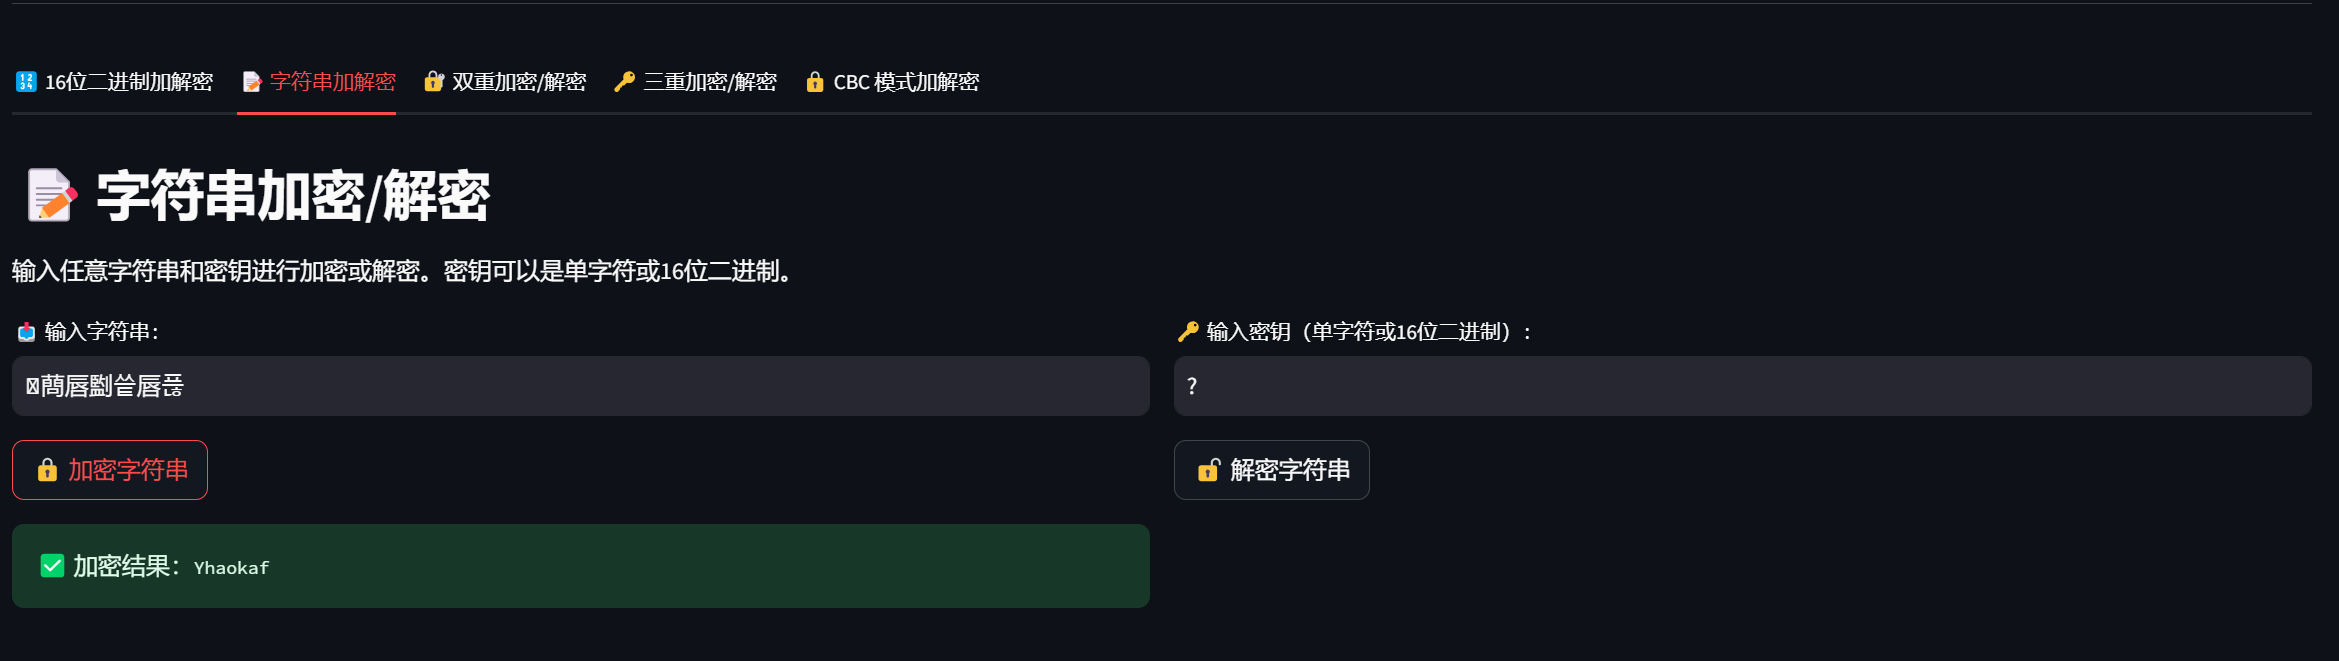 16位二进制加解密 字符串加解密 双重加密/解密 三重加密/解密 CBC 模式加解密
字符串加密/解密
输入任意字符串和密钥进行加密或解密。密钥可以是单字符或16位二进制。
输入字符串：
输入密钥（单字符或16位二进制）：
?
加密字符串
解密字符串
加密结果：Yhaokaf